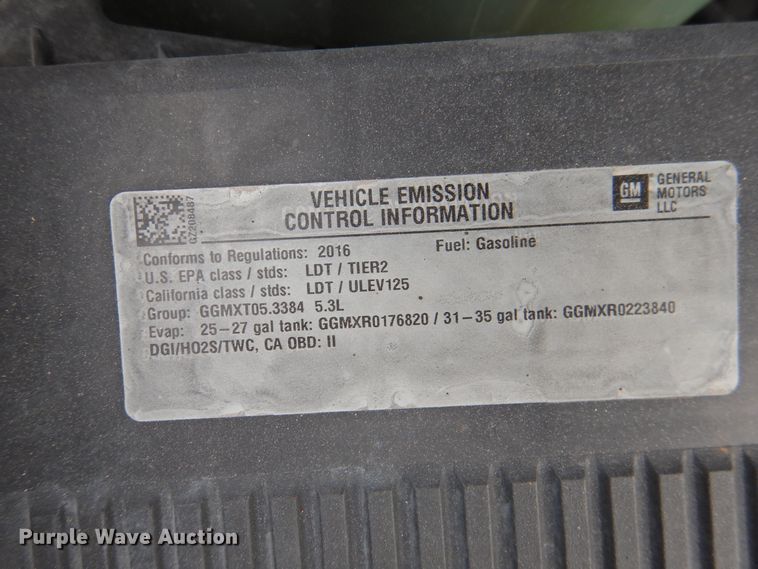 GZ208487
VEHICLE EMISSION
CONTROL INFORMATION
GM
GENERAL
MOTORS
LLC
Conforms to Regulations: 2016 Fuel: Gasoline
U.S. EPA class / stds: LDT / TIER2
California class / stds: LDT / ULEV125
Group: GGMXT05.3384 5.3L
Evap: 25-27 gal tank: GGMXR0176820 / 31-35 gal tank: GGMXR0223840
DGI/HO2S/TWC, CA OBD: II
Purple Wave Auction